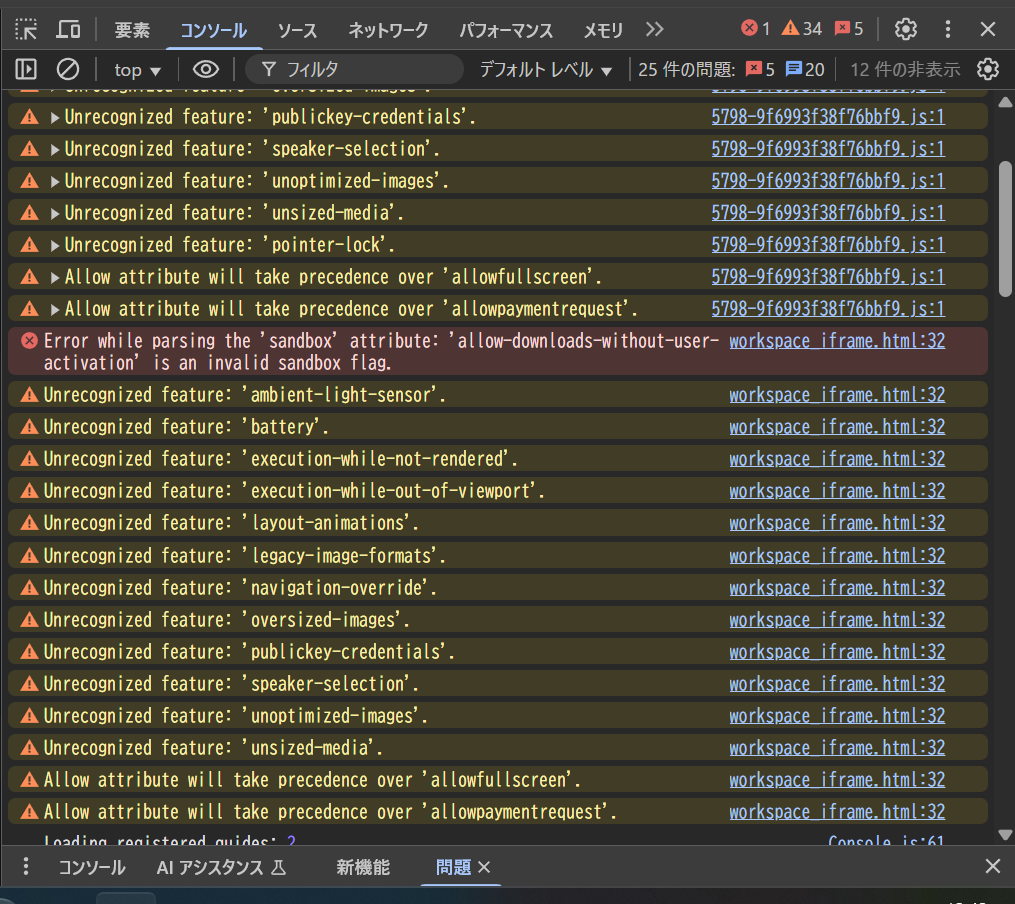 要素 コンソール ソース ネットワーク パフォーマンス メモリ 1 34 5
top フィルタ デフォルト レベル 25 件の問題: 5 20 12 件の非表示
Unrecognized feature: 'oversized-images'. 5798-9f6993f38f76bbf9.js:1
Unrecognized feature: 'publickey-credentials'. 5798-9f6993f38f76bbf9.js:1
Unrecognized feature: 'speaker-selection'. 5798-9f6993f38f76bbf9.js:1
Unrecognized feature: 'unoptimized-images'. 5798-9f6993f38f76bbf9.js:1
Unrecognized feature: 'unsized-media'. 5798-9f6993f38f76bbf9.js:1
Unrecognized feature: 'pointer-lock'. 5798-9f6993f38f76bbf9.js:1
Allow attribute will take precedence over 'allowfullscreen'. 5798-9f6993f38f76bbf9.js:1
Allow attribute will take precedence over 'allowpaymentrequest'. 5798-9f6993f38f76bbf9.js:1
Error while parsing the 'sandbox' attribute: 'allow-downloads-without-user- workspace_iframe.html:32
activation' is an invalid sandbox flag.
Unrecognized feature: 'ambient-light-sensor'. workspace_iframe.html:32
Unrecognized feature: 'battery'. workspace_iframe.html:32
Unrecognized feature: 'execution-while-not-rendered'. workspace_iframe.html:32
Unrecognized feature: 'execution-while-out-of-viewport'. workspace_iframe.html:32
Unrecognized feature: 'layout-animations'. workspace_iframe.html:32
Unrecognized feature: 'legacy-image-formats'. workspace_iframe.html:32
Unrecognized feature: 'navigation-override'. workspace_iframe.html:32
Unrecognized feature: 'oversized-images'. workspace_iframe.html:32
Unrecognized feature: 'publickey-credentials'. workspace_iframe.html:32
Unrecognized feature: 'speaker-selection'. workspace_iframe.html:32
Unrecognized feature: 'unoptimized-images'. workspace_iframe.html:32
Unrecognized feature: 'unsized-media'. workspace_iframe.html:32
Allow attribute will take precedence over 'allowfullscreen'. workspace_iframe.html:32
Allow attribute will take precedence over 'allowpaymentrequest'. workspace_iframe.html:32
Loading registered guides: 2 Console.js:61
コンソール AI アシスタンス 新機能 問題